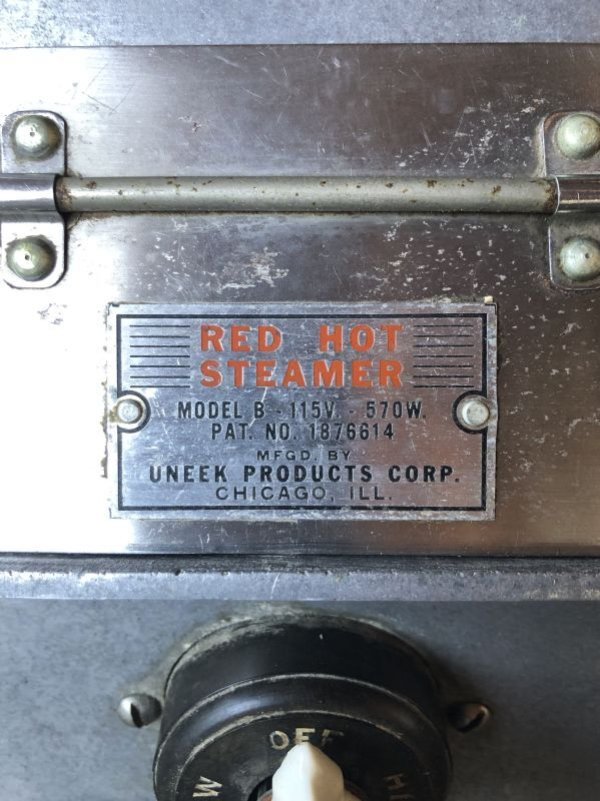 RED HOT
STEAMER
MODEL B - 115V. - 570W.
PAT. NO. 1876614
MFGD. BY
UNEEK PRODUCTS CORP.
CHICAGO, ILL.
OFF